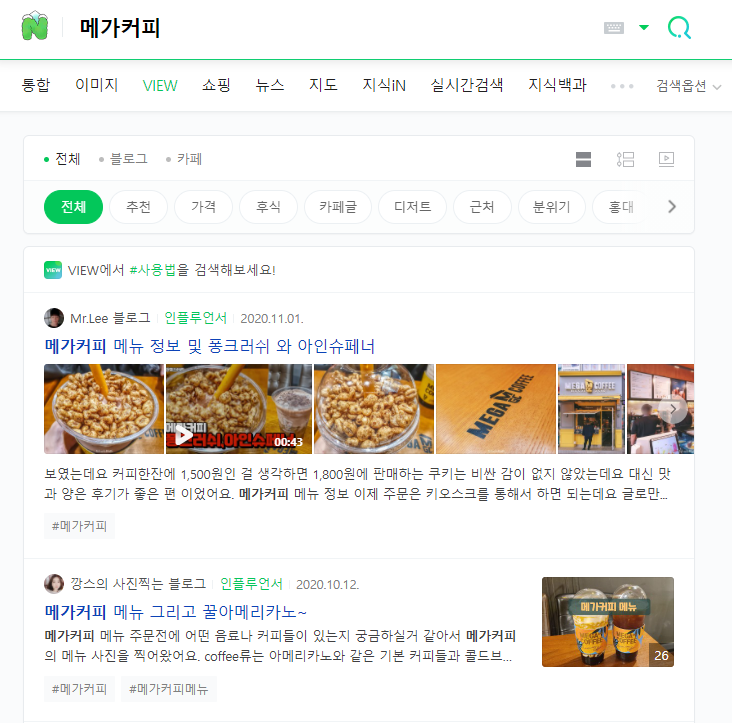 메가커피
통합 이미지 VIEW 쇼핑 뉴스 지도 지식iN 실시간검색 지식백과 검색옵션
전체 블로그 카페
전체 추천 가격 후식 카페글 디저트 근처 분위기 홍대
VIEW VIEW에서 #사용법을 검색해보세요!
Mr.Lee 블로그 인플루언서 2020.11.01.
메가커피 메뉴 정보 및 퐁크러쉬 와 아인슈페너
메가커피
퐁크러쉬,아인슈페너
00:43
MEGA COFFEE
MEGA COFFEE
보였는데요 커피한잔에 1,500원인 걸 생각하면 1,800원에 판매하는 쿠키는 비싼 감이 없지 않았는데요 대신 맛
과 양은 후기가 좋은 편 이었어요. 메가커피 메뉴 정보 이제 주문은 키오스크를 통해서 하면 되는데요 글로만...
#메가커피
깡스의 사진찍는 블로그 인플루언서 2020.10.12.
메가커피 메뉴 그리고 꿀아메리카노~
메가커피 메뉴 주문전에 어떤 음료나 커피들이 있는지 궁금하실거 같아서 메가커피
의 메뉴 사진을 찍어왔어요. coffee류는 아메리카노와 같은 기본 커피들과 콜드브...
메가커피 메뉴
MEGA COFFEE
MEGA COFFEE
26
#메가커피 #메가커피메뉴